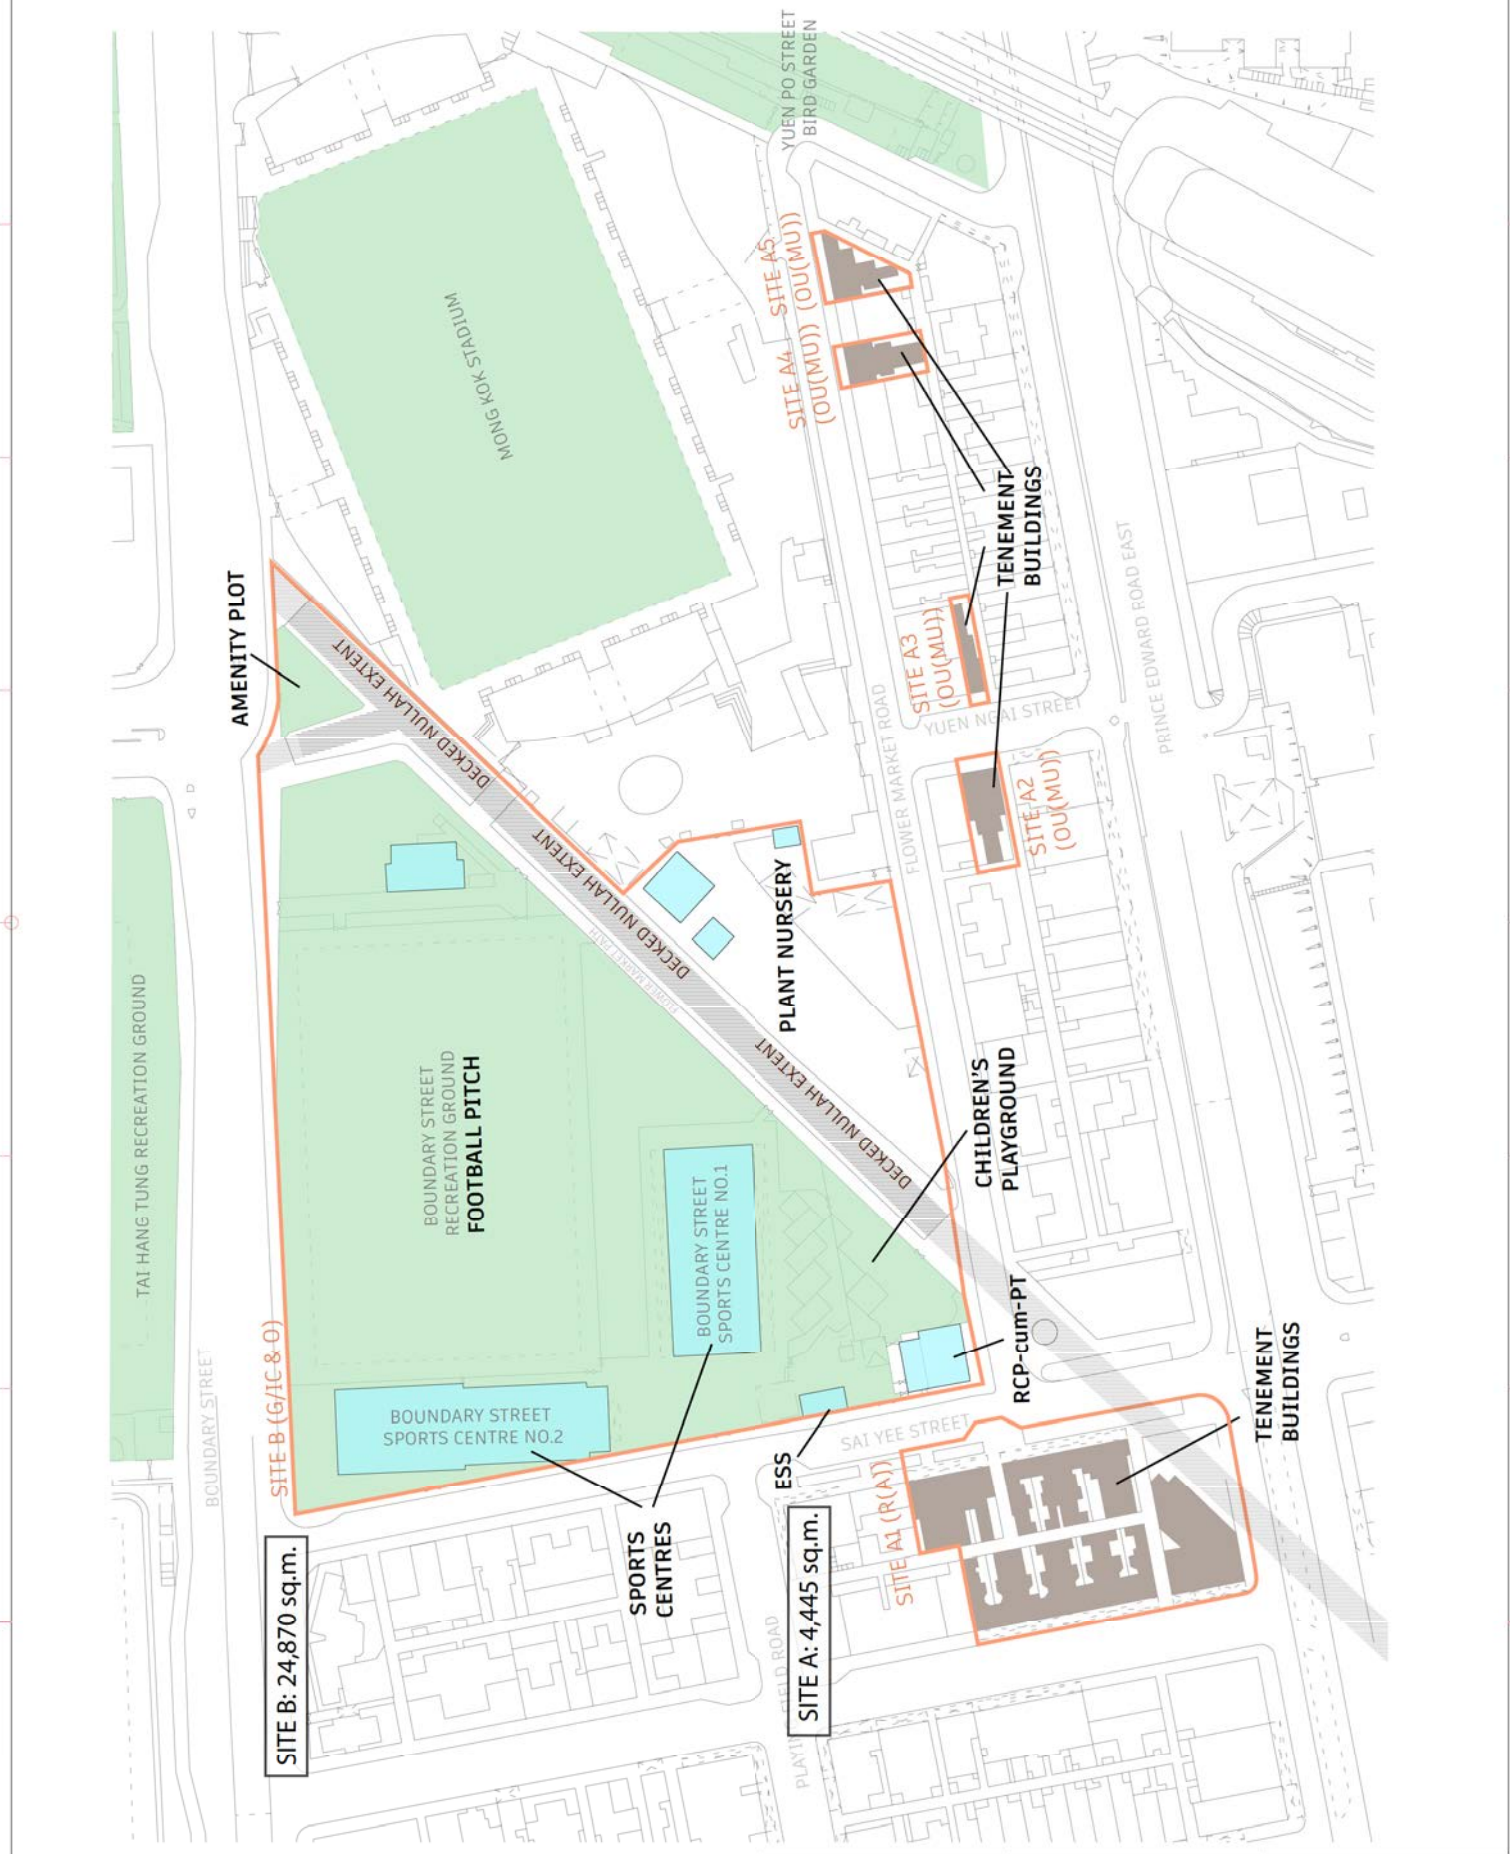 TAI HANG TUNG RECREATION GROUND
BOUNDARY STREET
SITE B: 24,870 sq.m.
SITE B (G/IC & O)
AMENITY PLOT
MONG KOK STADIUM
YUEN PO STREET
BIRD GARDEN
BOUNDARY STREET
RECREATION GROUND
FOOTBALL PITCH
BOUNDARY STREET
SPORTS CENTRE NO.2
BOUNDARY STREET
SPORTS CENTRE NO.1
SPORTS
CENTRES
DECKED NULLAH EXTENT
DECKED NULLAH EXTENT
DECKED NULLAH EXTENT
FLOWER MARKET PATH
PLANT NURSERY
ESS
SAI YEE STREET
SITE A: 4,445 sq.m.
SITE A1 (R(A))
CHILDREN'S
PLAYGROUND
RCP-cum-PT
TENEMENT
BUILDINGS
FLOWER MARKET ROAD
YUEN NGAI STREET
PRINCE EDWARD ROAD EAST
SITE A2
(OU(MU))
SITE A3
(OU(MU))
SITE A4
(OU(MU))
SITE A5
(OU(MU))
TENEMENT
BUILDINGS